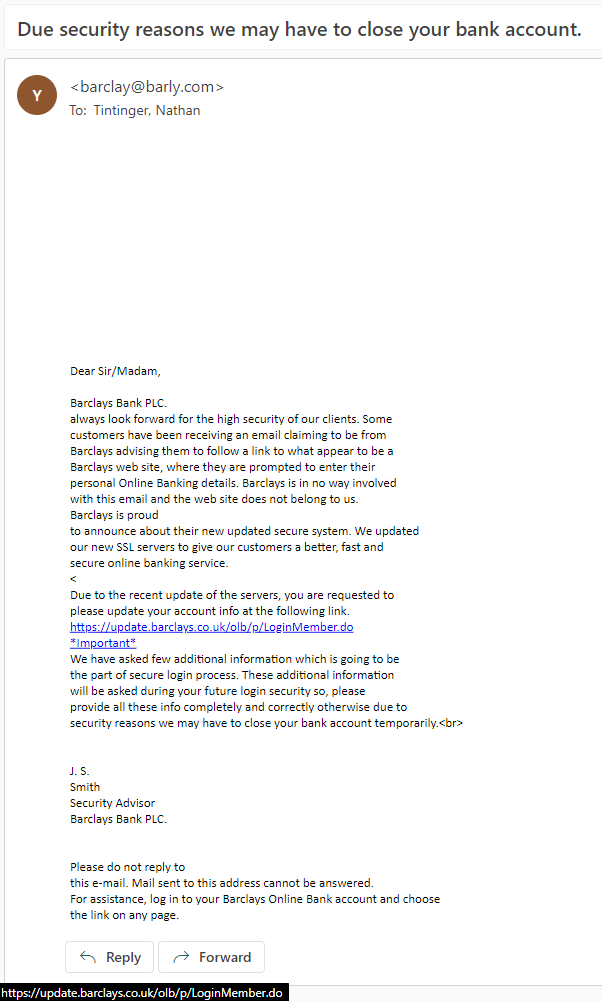 Due security reasons we may have to close your bank account.
Y
<barclay@barly.com>
To: Tintinger, Nathan
Dear Sir/Madam,
Barclays Bank PLC.
always look forward for the high security of our clients. Some
customers have been receiving an email claiming to be from
Barclays advising them to follow a link to what appear to be a
Barclays web site, where they are prompted to enter their
personal Online Banking details. Barclays is in no way involved
with this email and the web site does not belong to us.
Barclays is proud
to announce about their new updated secure system. We updated
our new SSL servers to give our customers a better, fast and
secure online banking service.
<
Due to the recent update of the servers, you are requested to
please update your account info at the following link.
https://update.barclays.co.uk/olb/p/LoginMember.do
*Important*
We have asked few additional information which is going to be
the part of secure login process. These additional information
will be asked during your future login security so, please
provide all these info completely and correctly otherwise due to
security reasons we may have to close your bank account temporarily.<br>
J. S.
Smith
Security Advisor
Barclays Bank PLC.
Please do not reply to
this e-mail. Mail sent to this address cannot be answered.
For assistance, log in to your Barclays Online Bank account and choose
the link on any page.
Reply Forward
https://update.barclays.co.uk/olb/p/LoginMember.do